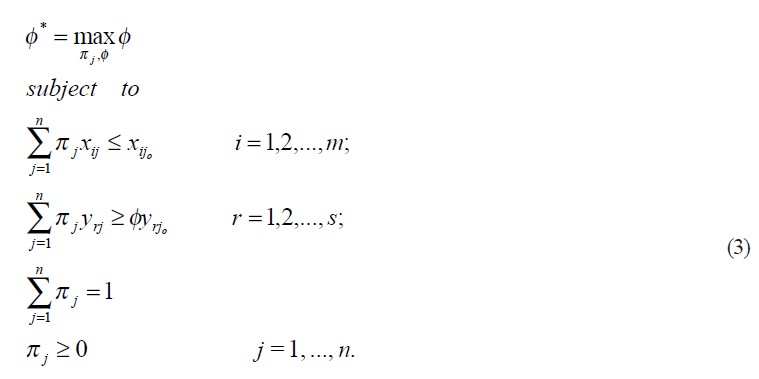 ϕ* = max ϕ
π_j,ϕ
subject to
∑_{j=1}^{n} π_j x_{ij} ≤ x_{ij_o} i = 1,2,...,m;
∑_{j=1}^{n} π_j y_{rj} ≥ ϕy_{rj_o} r = 1,2,...,s;
(3)
∑_{j=1}^{n} π_j = 1
π_j ≥ 0 j = 1, ..., n.